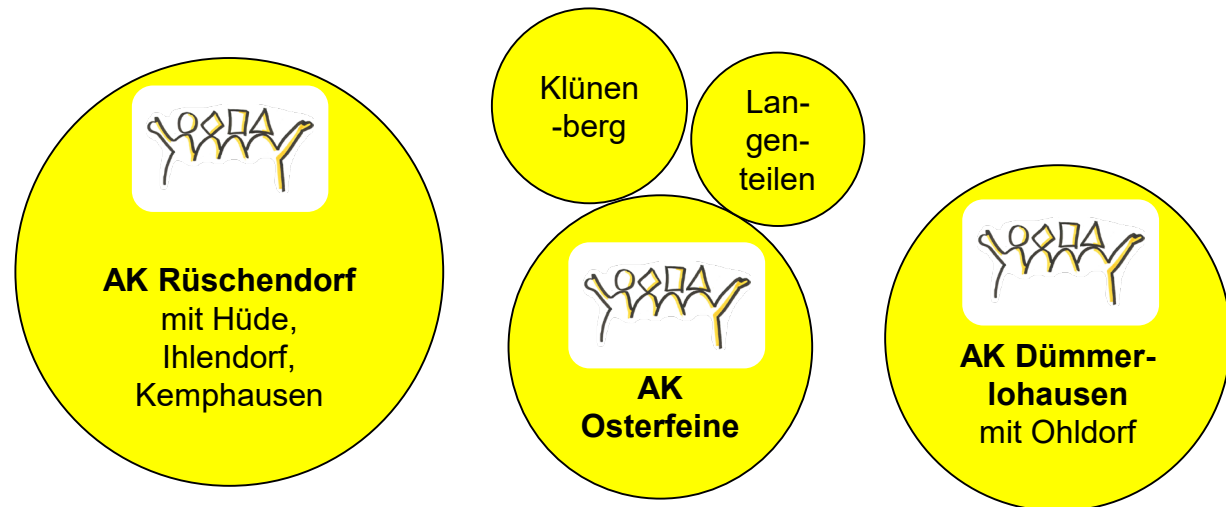 AK Rüschendorf
mit Hüde,
Ihlendorf,
Kemphausen
Klünen
-berg
Lan-
gen-
teilen
AK
Osterfeine
AK Dümmer-
lohausen
mit Ohldorf